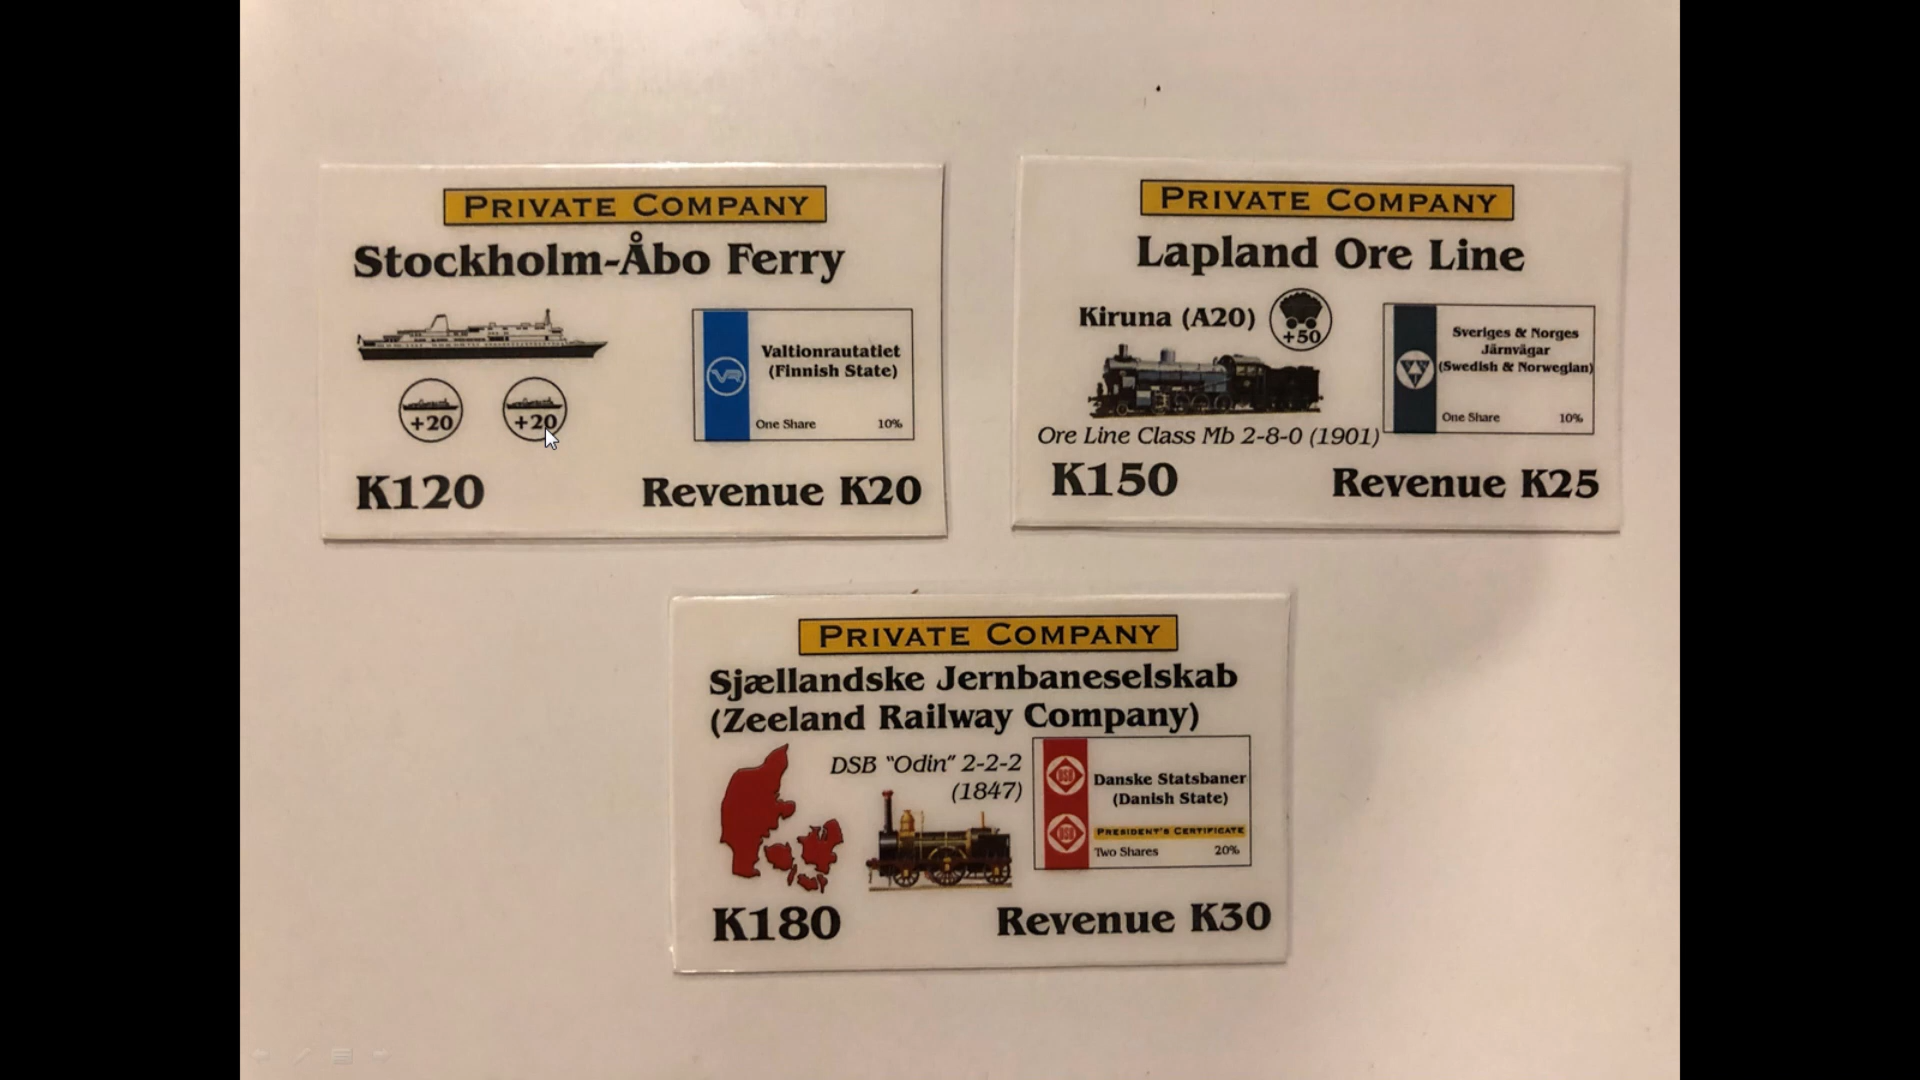 PRIVATE COMPANY
Stockholm-Åbo Ferry
VR
Valtionrautatiet
(Finnish State)
+20
+20
One Share 10%
K120 Revenue K20
PRIVATE COMPANY
Lapland Ore Line
Kiruna (A20)
+50
Sveriges & Norges
Järnvägar
(Swedish & Norwegian)
One Share 10%
Ore Line Class Mb 2-8-0 (1901)
K150 Revenue K25
PRIVATE COMPANY
Sjællandske Jernbaneselskab
(Zeeland Railway Company)
DSB "Odin" 2-2-2
(1847)
DSB
Danske Statsbaner
(Danish State)
DSB
PRESIDENT'S CERTIFICATE
Two Shares 20%
K180 Revenue K30